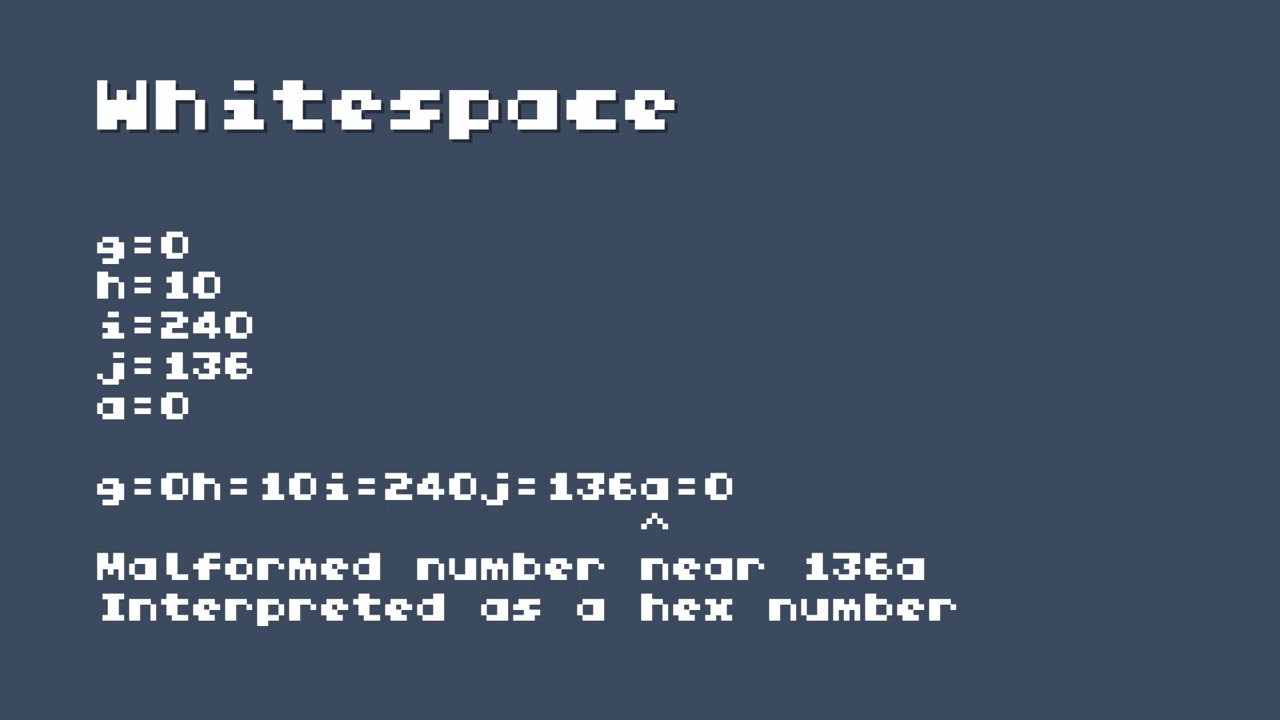 Whitespace
g=0
h=10
i=240
j=136
a=0
g=0h=10i=240j=136a=0
^
Malformed number near 136a
Interpreted as a hex number